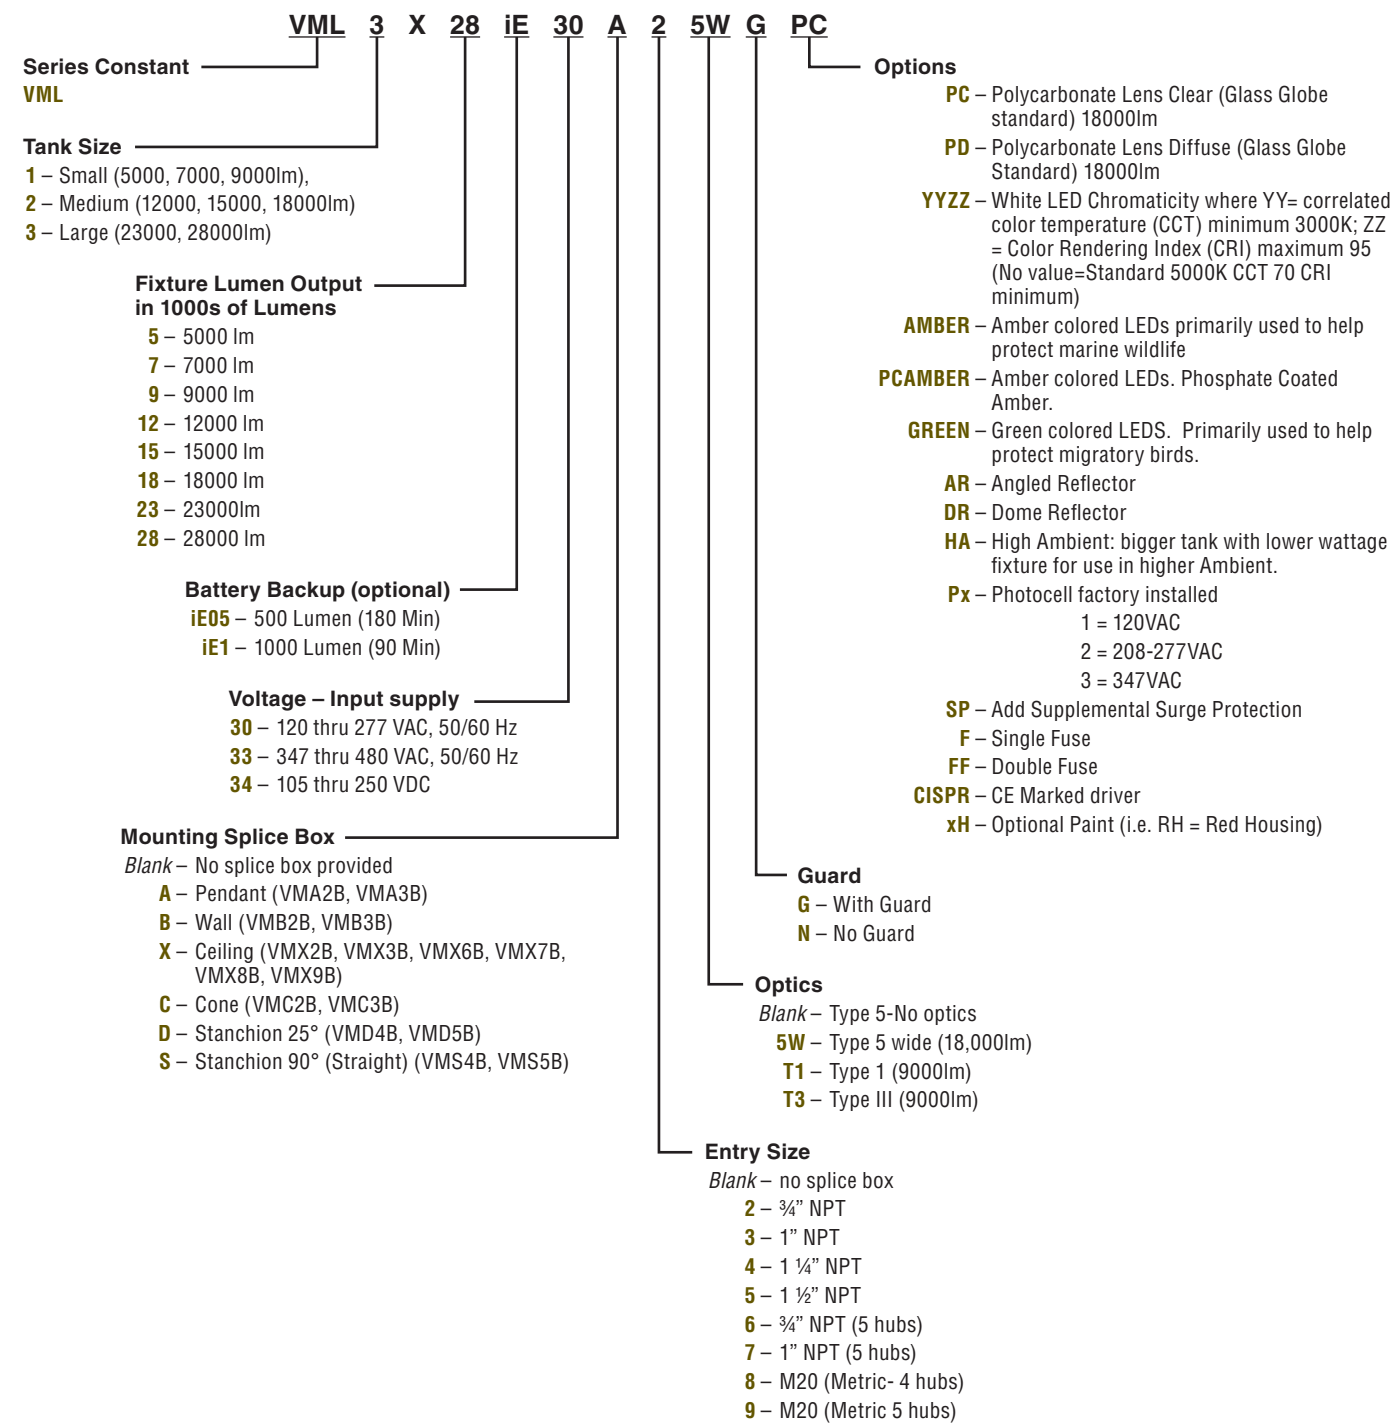 VML 3 X 28 iE 30 A 2 5W G PC
Series Constant
VML
Tank Size
1 – Small (5000, 7000, 9000lm),
2 – Medium (12000, 15000, 18000lm)
3 – Large (23000, 28000lm)
Fixture Lumen Output
in 1000s of Lumens
5 – 5000 lm
7 – 7000 lm
9 – 9000 lm
12 – 12000 lm
15 – 15000 lm
18 – 18000 lm
23 – 23000lm
28 – 28000 lm
Battery Backup (optional)
iE05 – 500 Lumen (180 Min)
iE1 – 1000 Lumen (90 Min)
Voltage – Input supply
30 – 120 thru 277 VAC, 50/60 Hz
33 – 347 thru 480 VAC, 50/60 Hz
34 – 105 thru 250 VDC
Mounting Splice Box
Blank – No splice box provided
A – Pendant (VMA2B, VMA3B)
B – Wall (VMB2B, VMB3B)
X – Ceiling (VMX2B, VMX3B, VMX6B, VMX7B,
VMX8B, VMX9B)
C – Cone (VMC2B, VMC3B)
D – Stanchion 25° (VMD4B, VMD5B)
S – Stanchion 90° (Straight) (VMS4B, VMS5B)
Options
PC – Polycarbonate Lens Clear (Glass Globe
standard) 18000lm
PD – Polycarbonate Lens Diffuse (Glass Globe
Standard) 18000lm
YYZZ – White LED Chromaticity where YY= correlated
color temperature (CCT) minimum 3000K; ZZ
= Color Rendering Index (CRI) maximum 95
(No value=Standard 5000K CCT 70 CRI
minimum)
AMBER – Amber colored LEDs primarily used to help
protect marine wildlife
PCAMBER – Amber colored LEDs. Phosphate Coated
Amber.
GREEN – Green colored LEDS. Primarily used to help
protect migratory birds.
AR – Angled Reflector
DR – Dome Reflector
HA – High Ambient: bigger tank with lower wattage
fixture for use in higher Ambient.
Px – Photocell factory installed
1 = 120VAC
2 = 208-277VAC
3 = 347VAC
SP – Add Supplemental Surge Protection
F – Single Fuse
FF – Double Fuse
CISPR – CE Marked driver
xH – Optional Paint (i.e. RH = Red Housing)
Guard
G – With Guard
N – No Guard
Optics
Blank – Type 5-No optics
5W – Type 5 wide (18,000lm)
T1 – Type 1 (9000lm)
T3 – Type III (9000lm)
Entry Size
Blank – no splice box
2 – ¾” NPT
3 – 1” NPT
4 – 1 ¼” NPT
5 – 1 ½” NPT
6 – ¾” NPT (5 hubs)
7 – 1” NPT (5 hubs)
8 – M20 (Metric- 4 hubs)
9 – M20 (Metric 5 hubs)